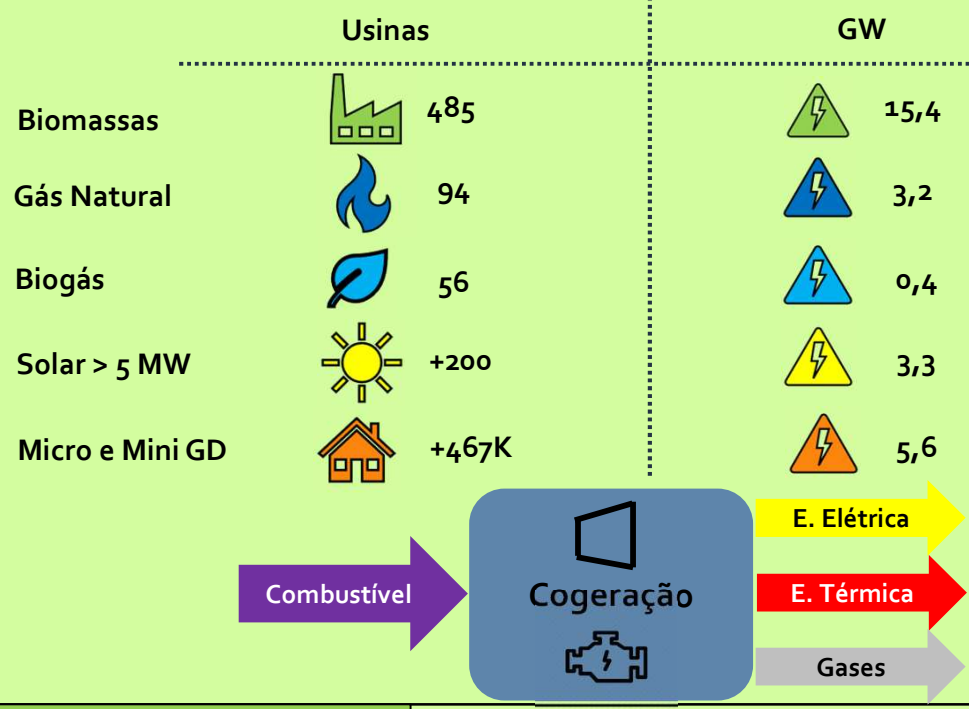 Usinas GW
Biomassas 485 15,4
Gás Natural 94 3,2
Biogás 56 0,4
Solar > 5 MW +200 3,3
Micro e Mini GD +467K 5,6
E. Elétrica
Combustível Cogeração E. Térmica
Gases